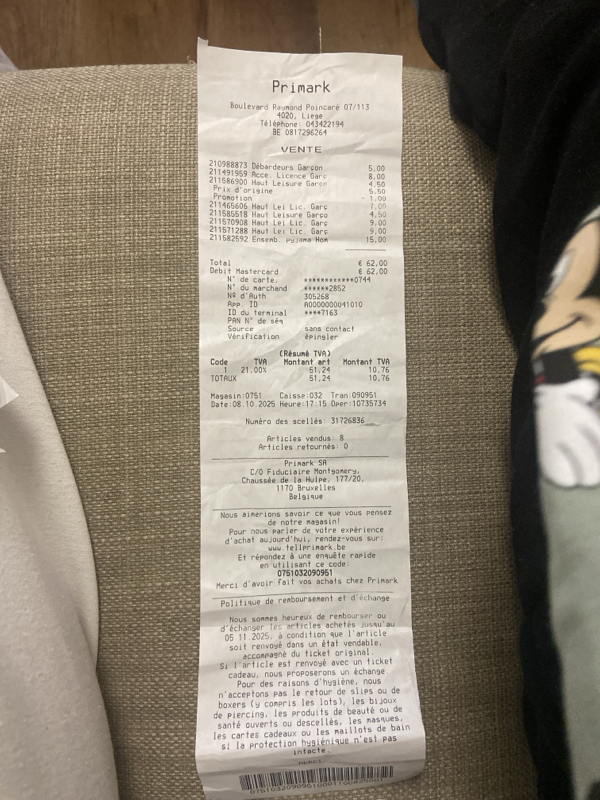 Primark
Boulevard Raymond Poincaré 07/113
4020, Liege
Téléphone: 043422194
BE 0817296264
VENTE
210988873 Débardeurs Garçon 5,00
211491959 Acce. Licence Garç 8,00
211586900 Haut Leisure Garçon 4,50
Prix d'origine 5,50
Promotion - 1,00
211465606 Haut Lei Lic. Garç 7,00
211585518 Haut Leisure Garço 4,50
211570908 Haut Lei Lic. Garç 9,00
211571288 Haut Lei Lic. Garç 9,00
211582592 Ensemb. pyjama Hom 15,00
Total € 62,00
Debit Mastercard € 62,00
N° de carte. ************0744
N° du marchand ******2852
Nº d'Auth 305268
App. ID A0000000041010
ID du terminal ****7163
PAN N° de séq
Source sans contact
Vérification épingler
(Résumé TVA)
Code TVA Montant art Montant TVA
1 21,00% 51,24 10,76
TOTAUX 51,24 10,76
Magasin:0751 Caisse:032 Tran:090951
Date:08.10.2025 Heure:17:15 Oper:10735734
Numéro des scellés: 31726836__
Articles vendus: 8
Articles retournés: 0
Primark SA
C/O Fiduciaire Montgomery,
Chaussée de la Hulpe, 177/20,
1170 Bruxelles
Belgique
Nous aimerions savoir ce que vous pensez
de notre magasin!
Pour nous parler de votre expérience
d'achat aujourd'hui, rendez-vous sur:
www.tellprimark.be
Et répondez à une enquête rapide
en utilisant ce code:
0751032090951
Merci d'avoir fait vos achats chez Primark
Politique de remboursement et d'échange
Nous sommes heureux de rembourser ou
d'échanger les articles achetés jusqu'au
05.11.2025, à condition que l'article
soit renvoyé dans un état vendable,
accompagné du ticket original.
Si l'article est renvoyé avec un ticket
cadeau, nous proposerons un échange
Pour des raisons d'hygiène, nous
n'acceptons pas le retour de slips ou de
boxers (y compris les lots), les bijoux
de piercing, les produits de beauté ou de
santé ouverts ou descellés, les masques,
les cartes cadeaux ou les maillots de bain
si la protection hygiénique n'est pas
intacte.
MERCI